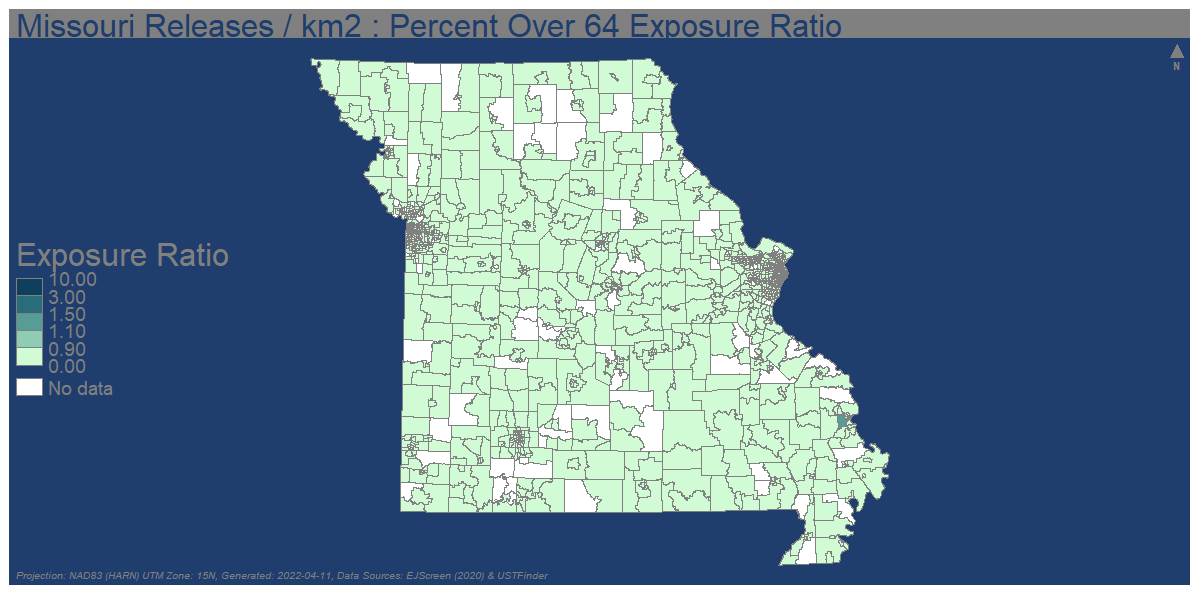 Missouri Releases / km2 : Percent Over 64 Exposure Ratio
N
Exposure Ratio
10.00
3.00
1.50
1.10
0.90
0.00
No data
Projection: NAD83 (HARN) UTM Zone: 15N, Generated: 2022-04-11, Data Sources: EJScreen (2020) & USTFinder